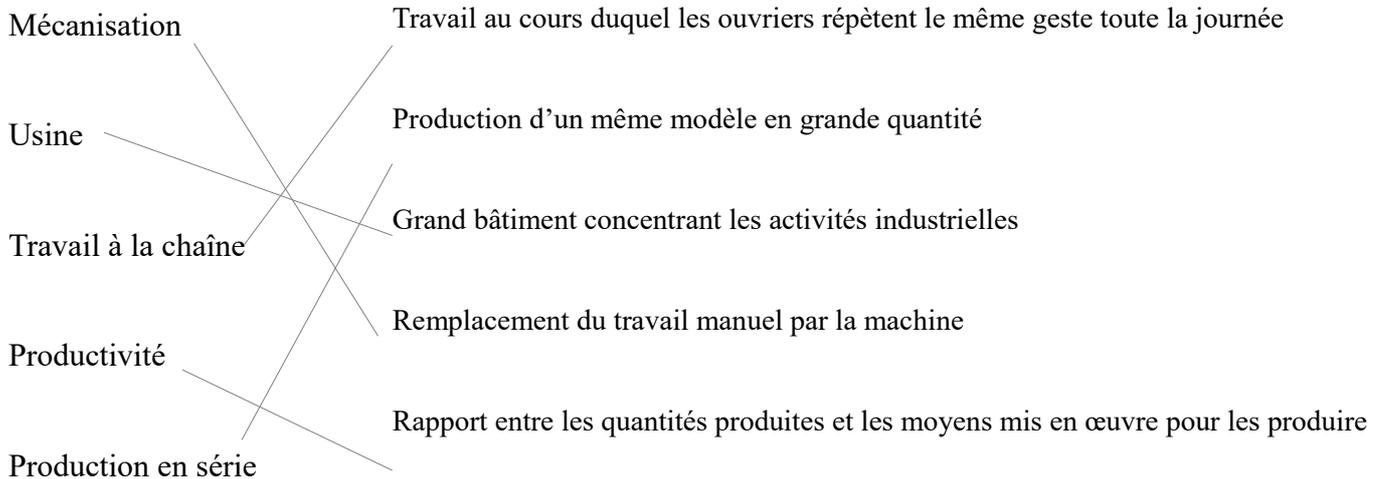 Mécanisation
Travail au cours duquel les ouvriers répètent le même geste toute la journée
Usine
Production d’un même modèle en grande quantité
Travail à la chaîne
Grand bâtiment concentrant les activités industrielles
Productivité
Remplacement du travail manuel par la machine
Production en série
Rapport entre les quantités produites et les moyens mis en œuvre pour les produire